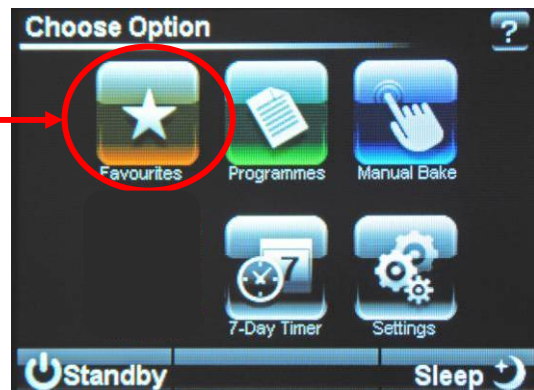 Choose Option
?
Favourites Programmes Manual Bake
7
7-Day Timer Settings
Standby Sleep